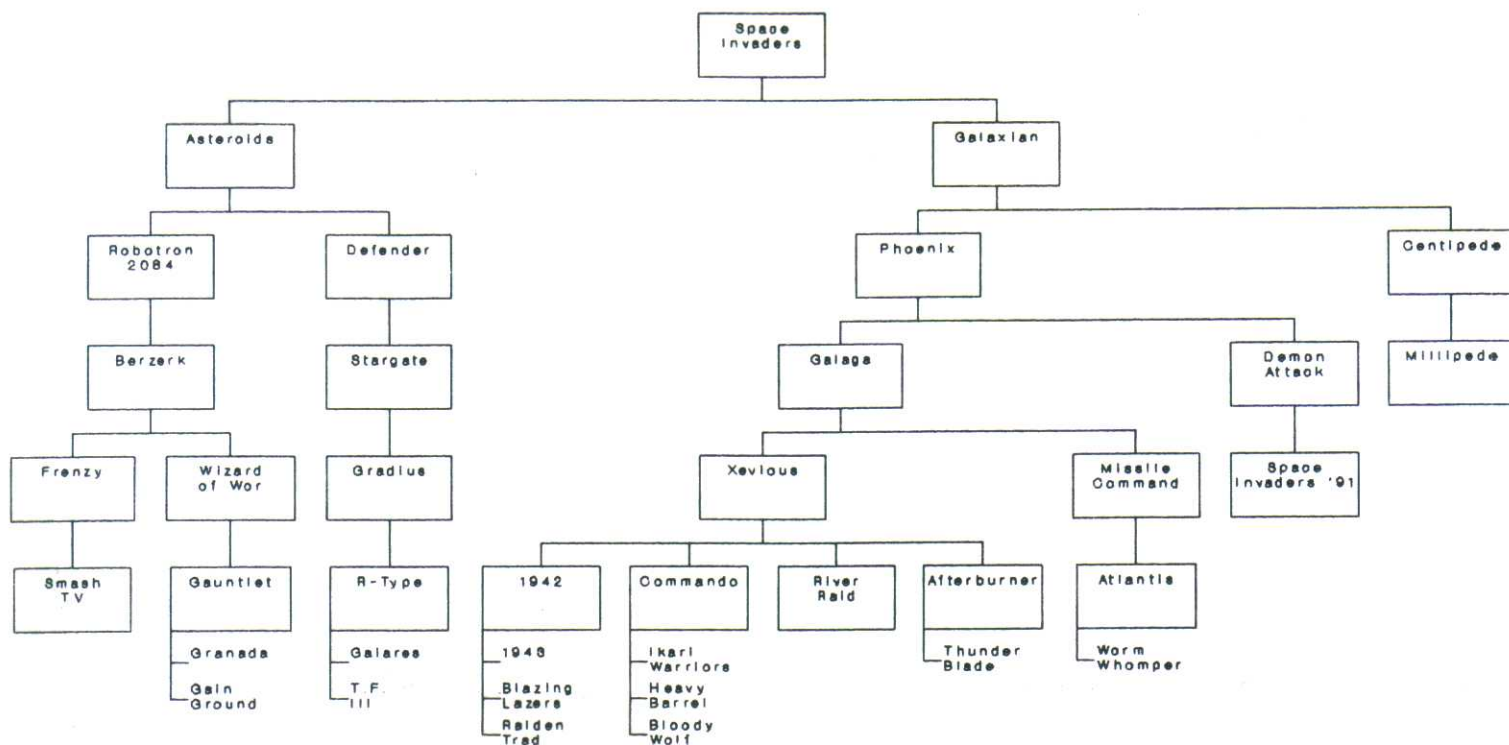 Space
Invaders
Asteroids
Galaxian
Robotron
2084
Defender
Phoenix
Centipede
Berzerk
Stargate
Galaga
Demon
Attack
Millipede
Frenzy
Wizard
of Wor
Gradius
Xevious
Missile
Command
Space
Invaders '91
Smash
TV
Gauntlet
R-Type
1942
Commando
River
Raid
Afterburner
Atlantis
Granada
Gain
Ground
Gaiares
T.F.
III
1943
Blazing
Lazers
Raiden
Trad
Ikari
Warriors
Heavy
Barrel
Bloody
Wolf
Thunder
Blade
Worm
Whomper